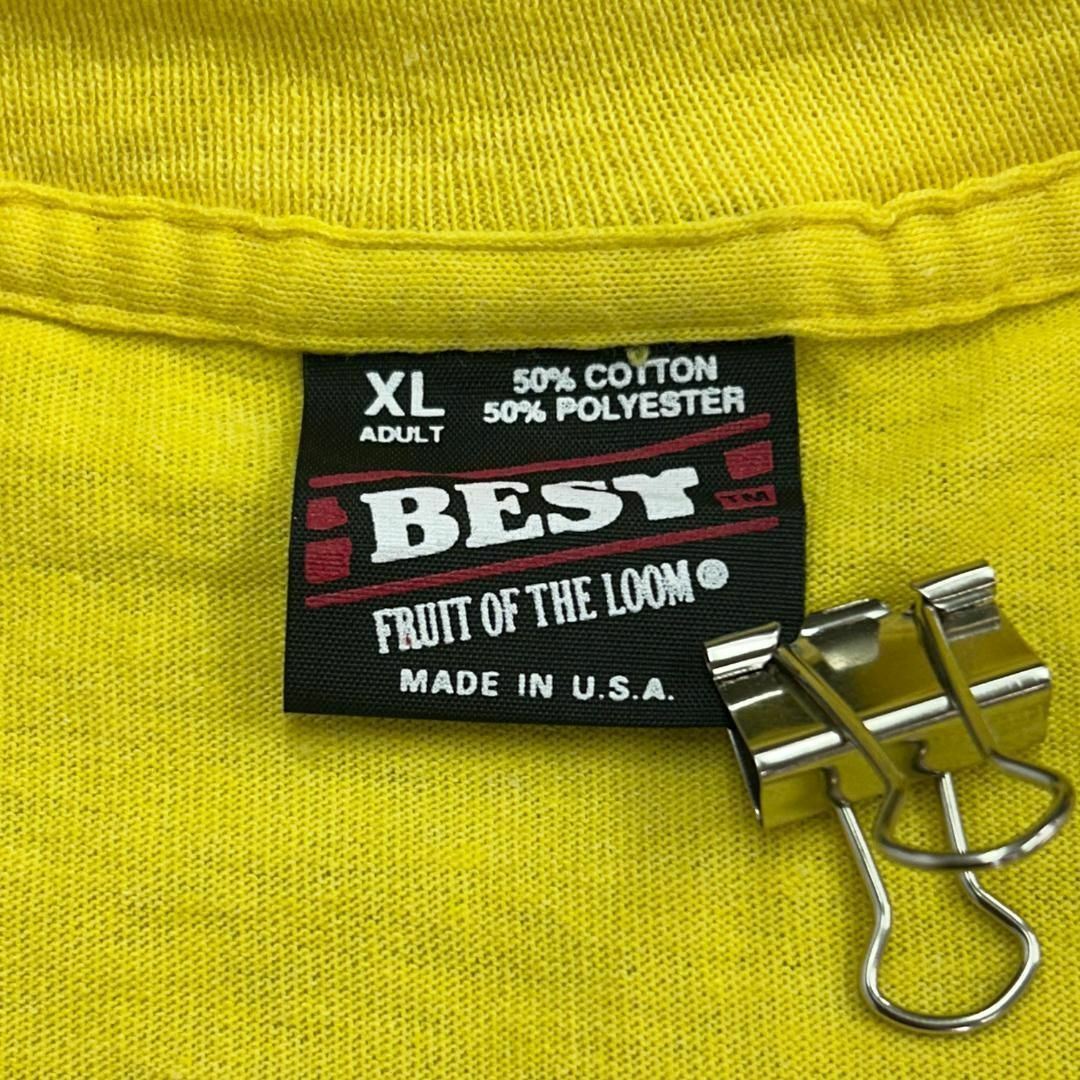 XL
ADULT
50% COTTON
50% POLYESTER
BEST
TM
FRUIT OF THE LOOM®
MADE IN U.S.A.